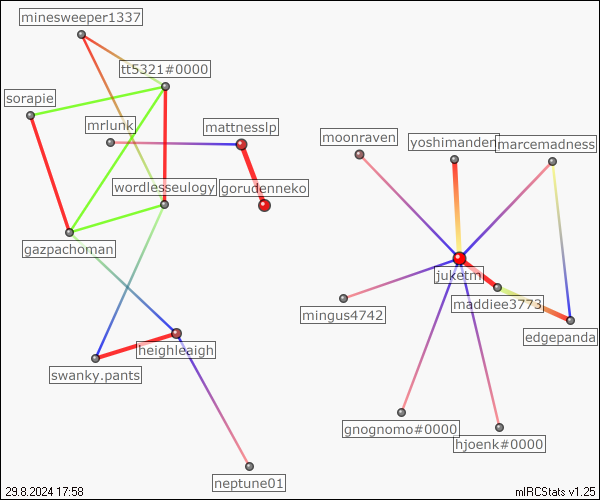 minesweeper1337
tt5321#0000
sorapie
mrlunk
mattnesslp
moonraven
yoshimanden
marcemadness
wordlesseulogy
gorudenneko
gazpachoman
juketm
maddiee3773
mingus4742
edgepanda
heighleaigh
swanky.pants
gnognomo#0000
hjoenk#0000
neptune01
29.8.2024 17:58
mIRCStats v1.25